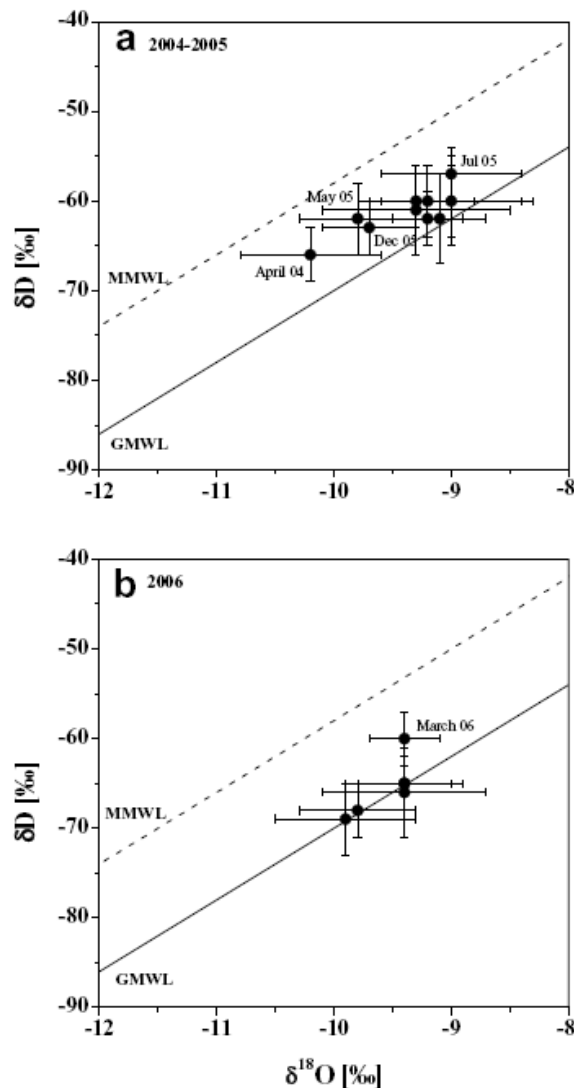 -40
a 2004-2005
-50
Jul 05
May 05
-60
Dec 05
April 04
MMWL
-70
δD [‰]
-80
GMWL
-90
-12 -11 -10 -9 -8
-40
b 2006
-50
March 06
-60
MMWL
-70
δD [‰]
-80
GMWL
-90
-12 -11 -10 -9 -8
δ¹⁸O [‰]